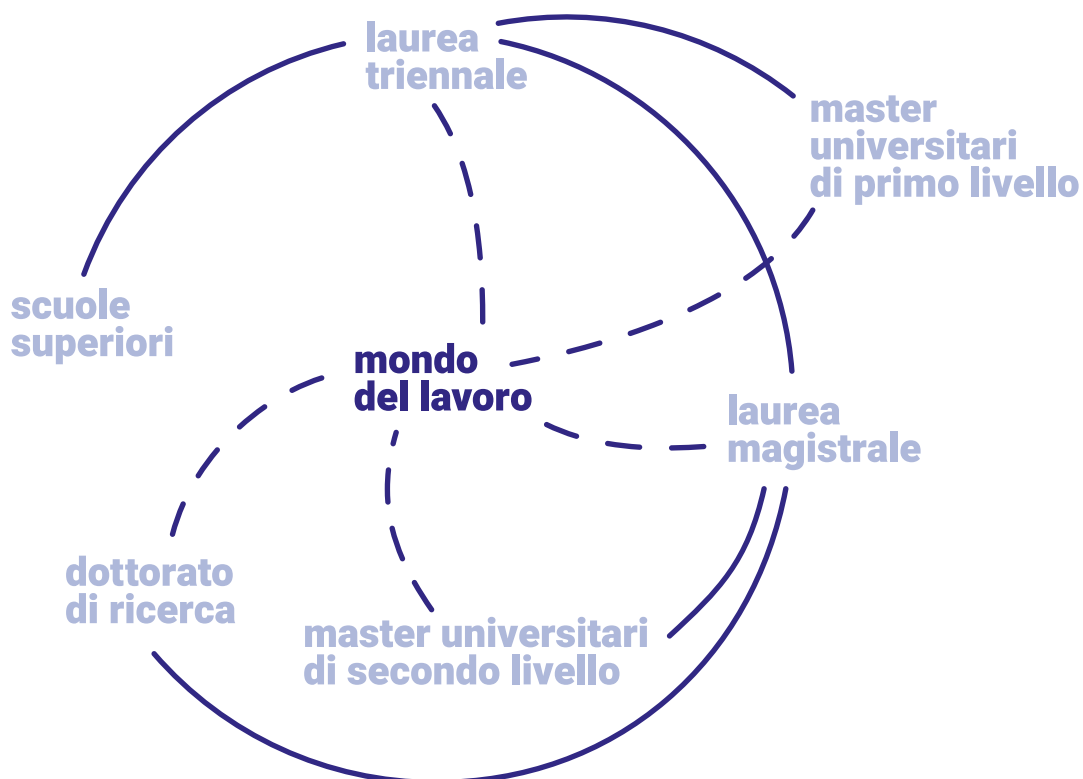 laurea
triennale
master
universitari
di primo livello
scuole
superiori
mondo
del lavoro
laurea
magistrale
dottorato
di ricerca
master universitari
di secondo livello